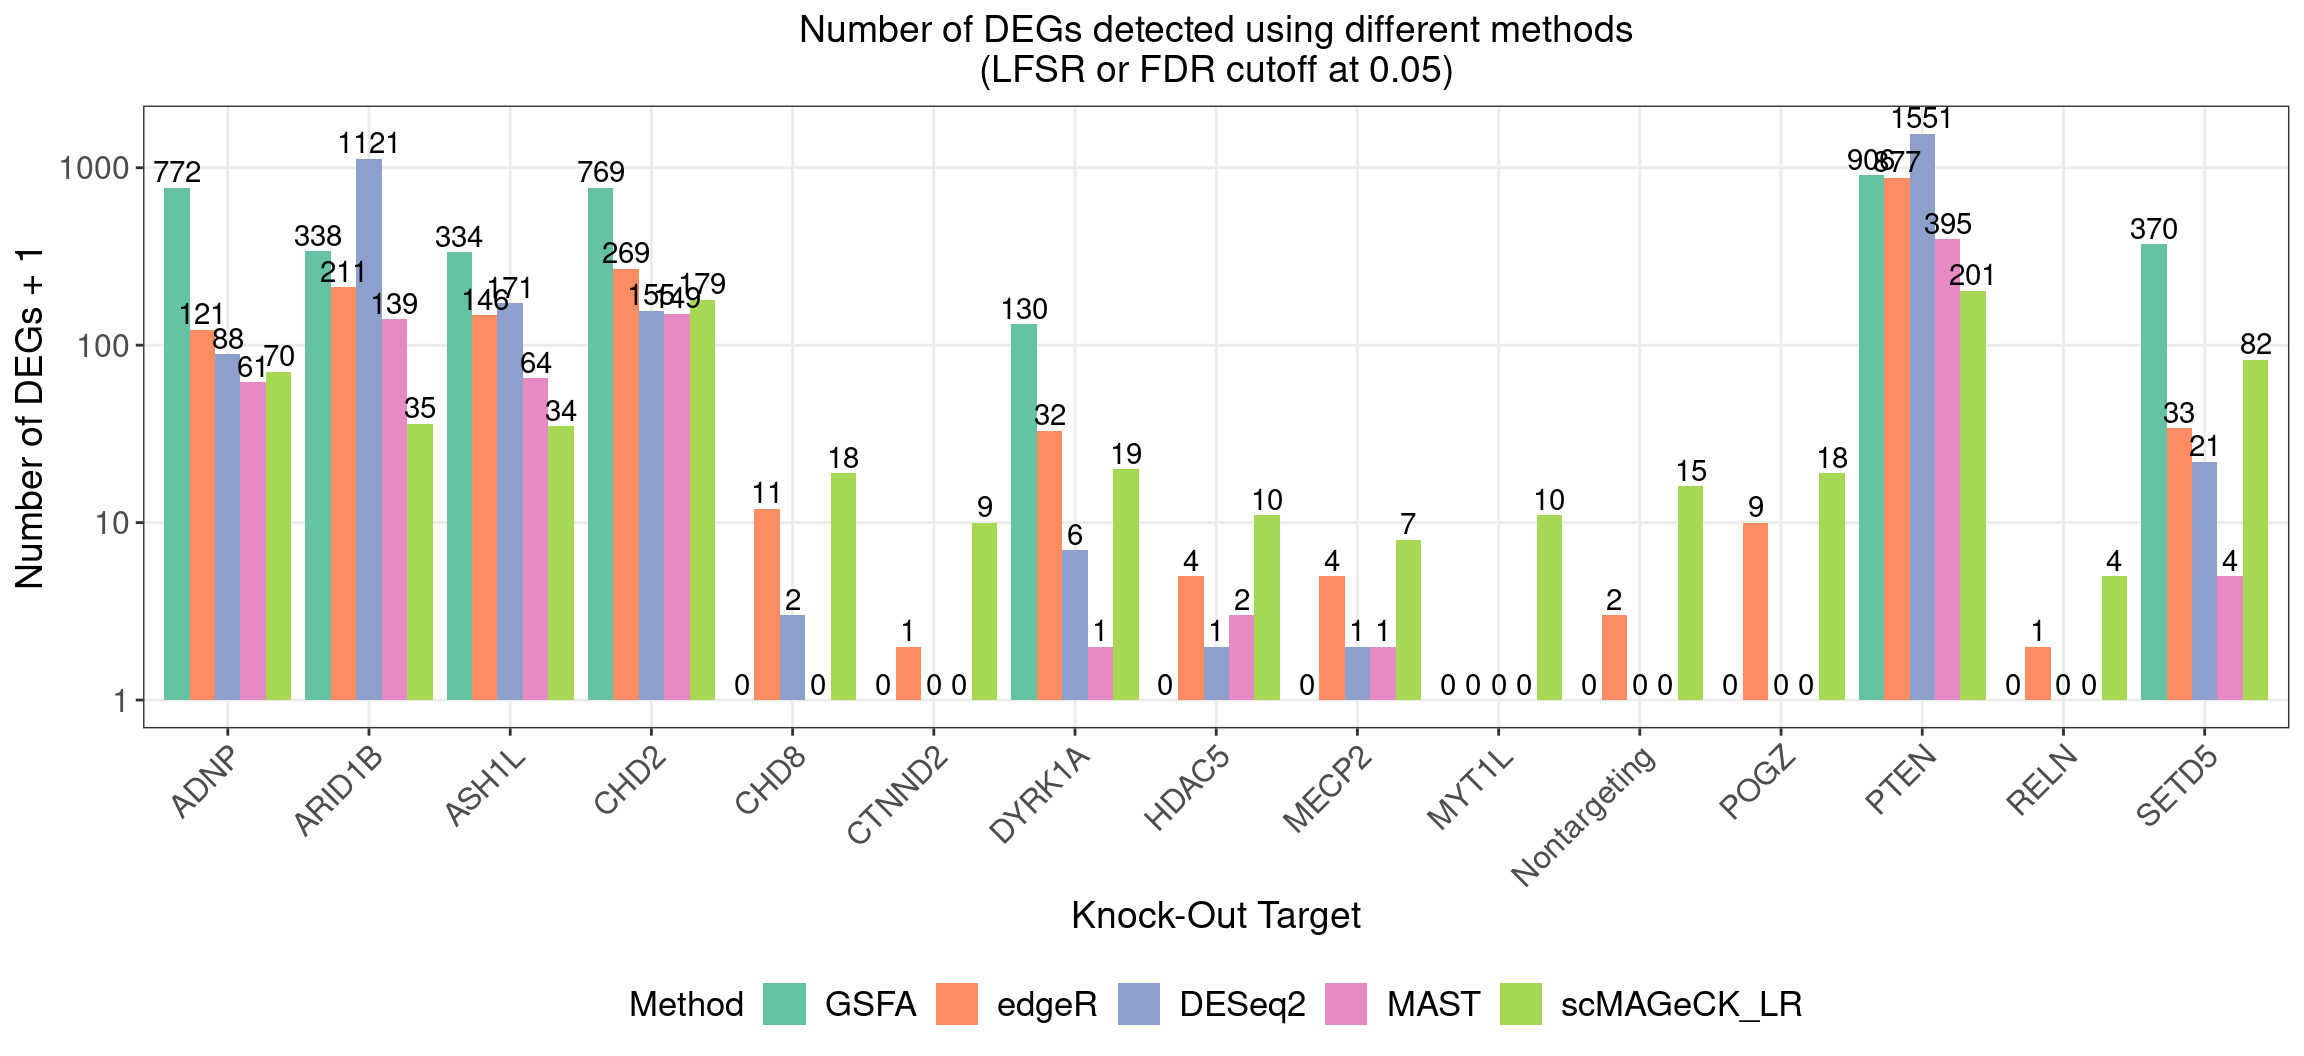 Number of DEGs detected using different methods
(LFSR or FDR cutoff at 0.05)
Number of DEGs + 1
1000
100
10
1
772 121 88 61 70
338 211 1121 139 35
334 146 171 64 34
769 269 155 149 179
0 11 2 0 18
0 1 0 0 9
130 32 6 1 19
0 4 1 2 10
0 4 1 1 7
0 0 0 0 10
0 2 0 0 15
0 9 0 0 18
906 877 1551 395 201
0 1 0 0 4
370 33 21 4 82
ADNP
ARID1B
ASH1L
CHD2
CHD8
CTNND2
DYRK1A
HDAC5
MECP2
MYT1L
Nontargeting
POGZ
PTEN
RELN
SETD5
Knock-Out Target
Method GSFA edgeR DESeq2 MAST scMAGeCK_LR